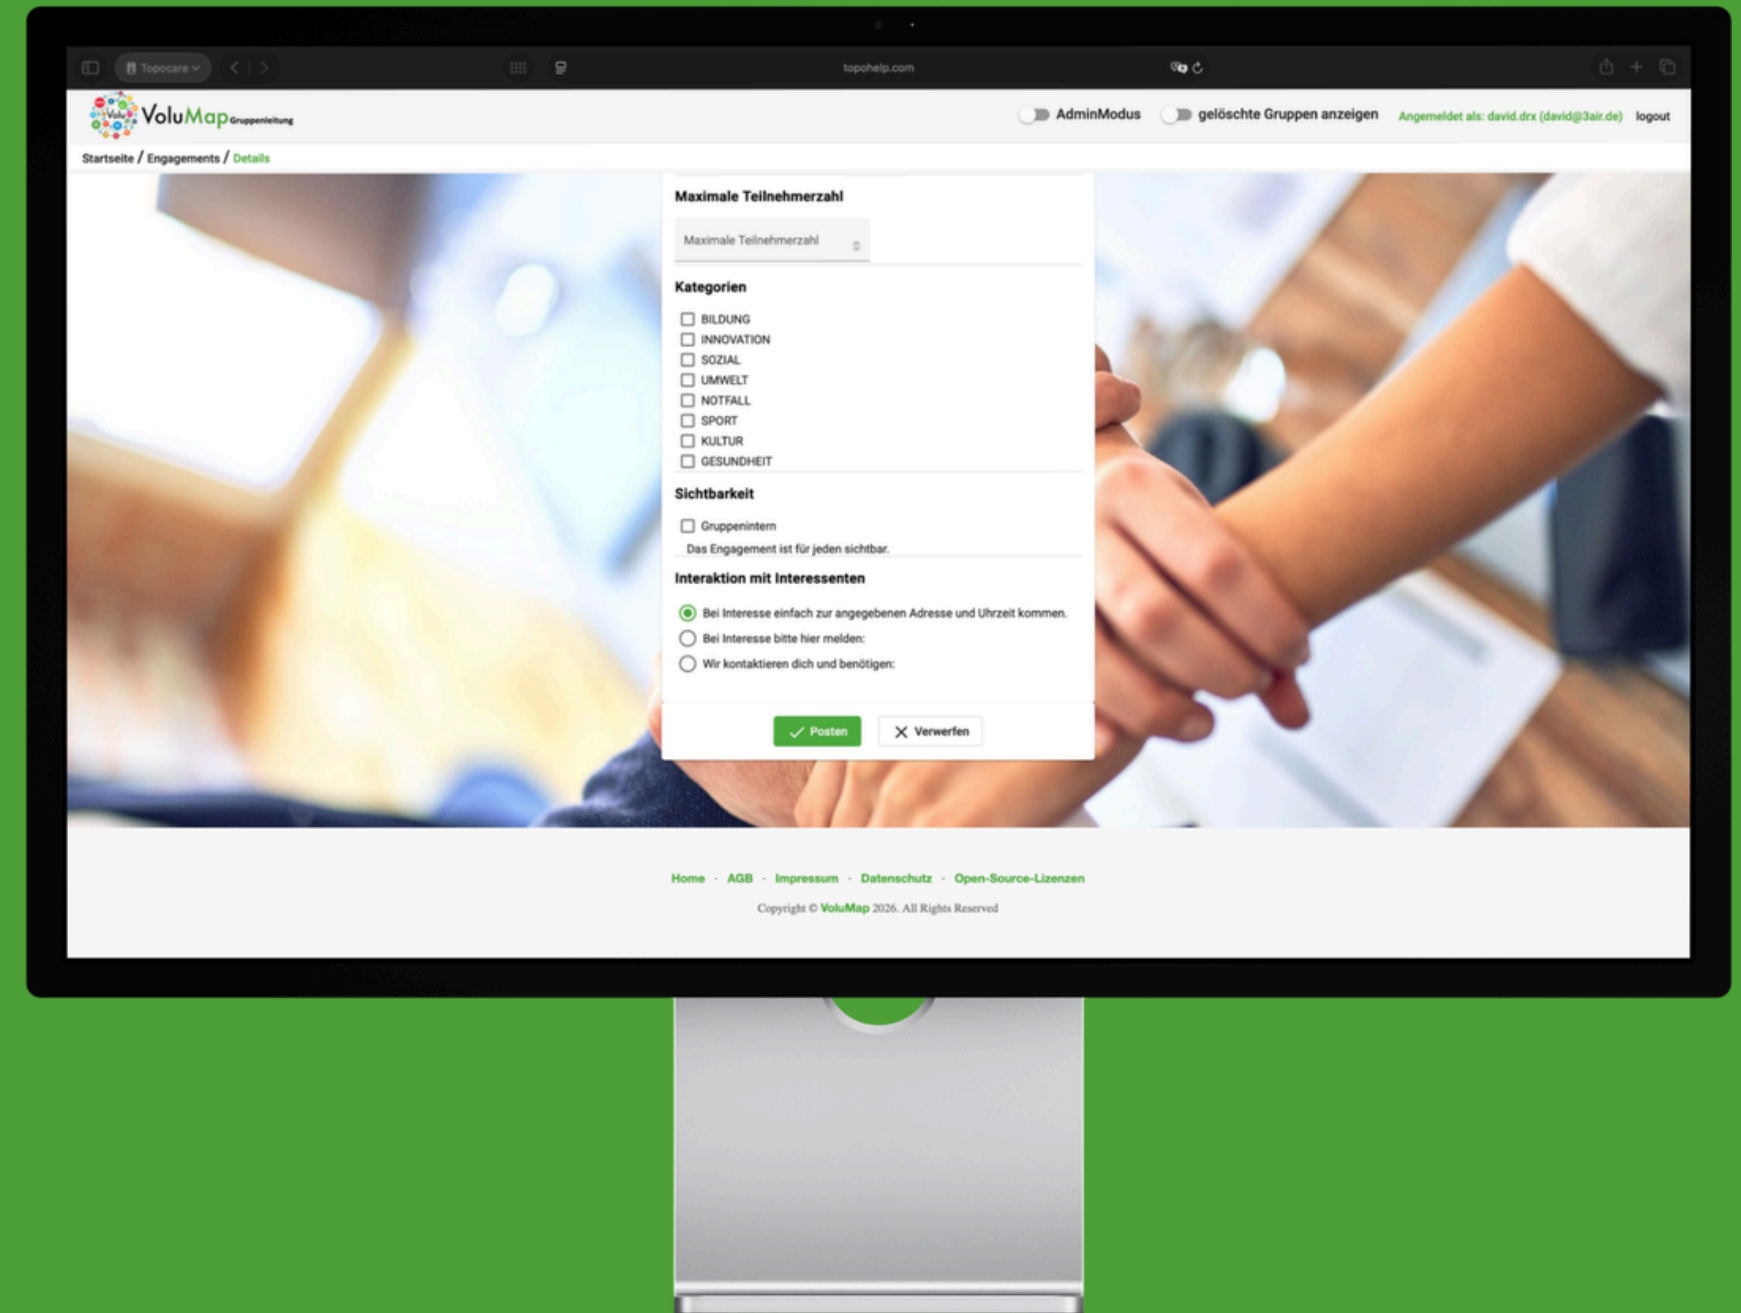 Topocare
topohelp.com
Volu
VoluMap Gruppenleitung
AdminModus
gelöschte Gruppen anzeigen
Angemeldet als: david.drx (david@3air.de)
logout
Startseite / Engagements / Details
Maximale Teilnehmerzahl
Maximale Teilnehmerzahl
Kategorien
BILDUNG
INNOVATION
SOZIAL
UMWELT
NOTFALL
SPORT
KULTUR
GESUNDHEIT
Sichtbarkeit
Gruppenintern
Das Engagement ist für jeden sichtbar.
Interaktion mit Interessenten
Bei Interesse einfach zur angegebenen Adresse und Uhrzeit kommen.
Bei Interesse bitte hier melden:
Wir kontaktieren dich und benötigen:
Posten
Verwerfen
Home · AGB · Impressum · Datenschutz · Open-Source-Lizenzen
Copyright © VoluMap 2026. All Rights Reserved